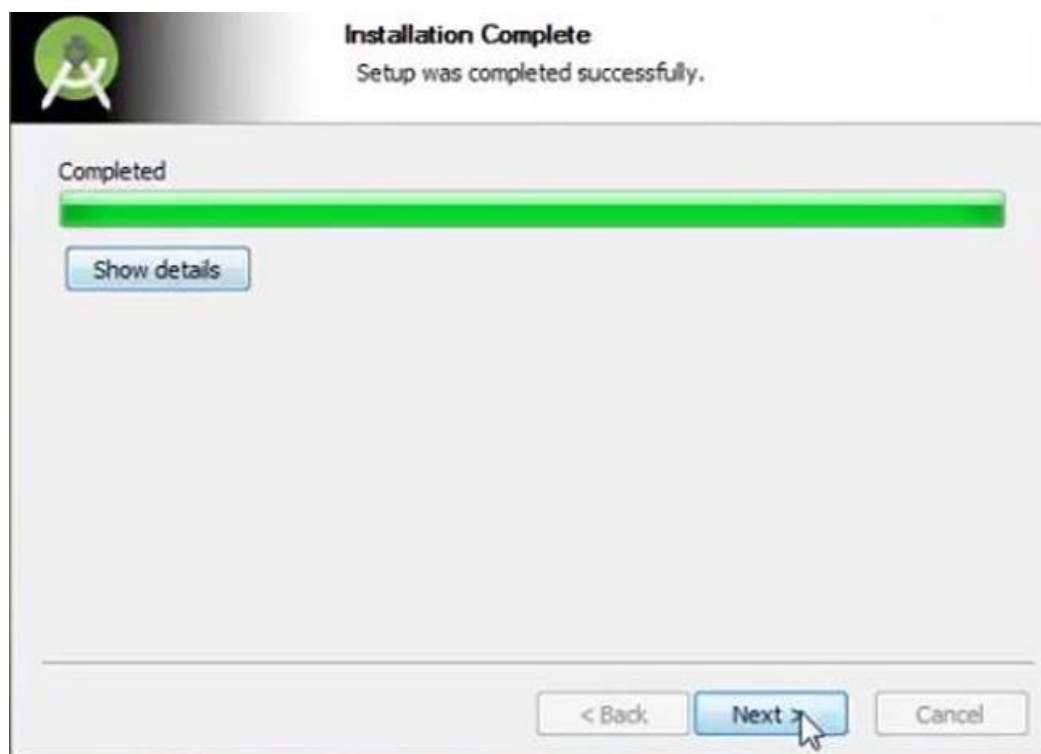 Installation Complete
Setup was completed successfully.
Completed
Show details
< Back
Next >
Cancel